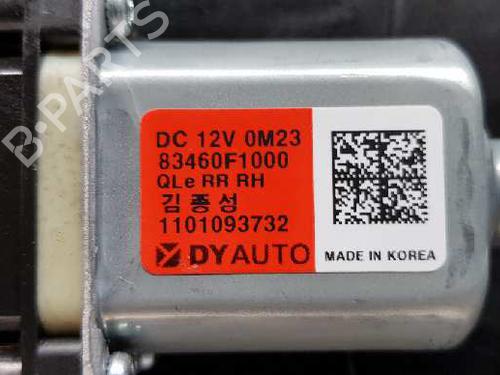 DC 12V 0M23
83460F1000
QLe RR RH
김종성
1101093732
DYAUTO
MADE IN KOREA
B-PARTS